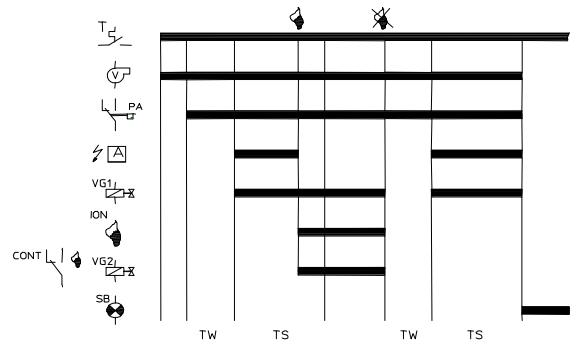 T
V
PA
A
VG1
ION
CONT
VG2
SB
TW TS TW TS